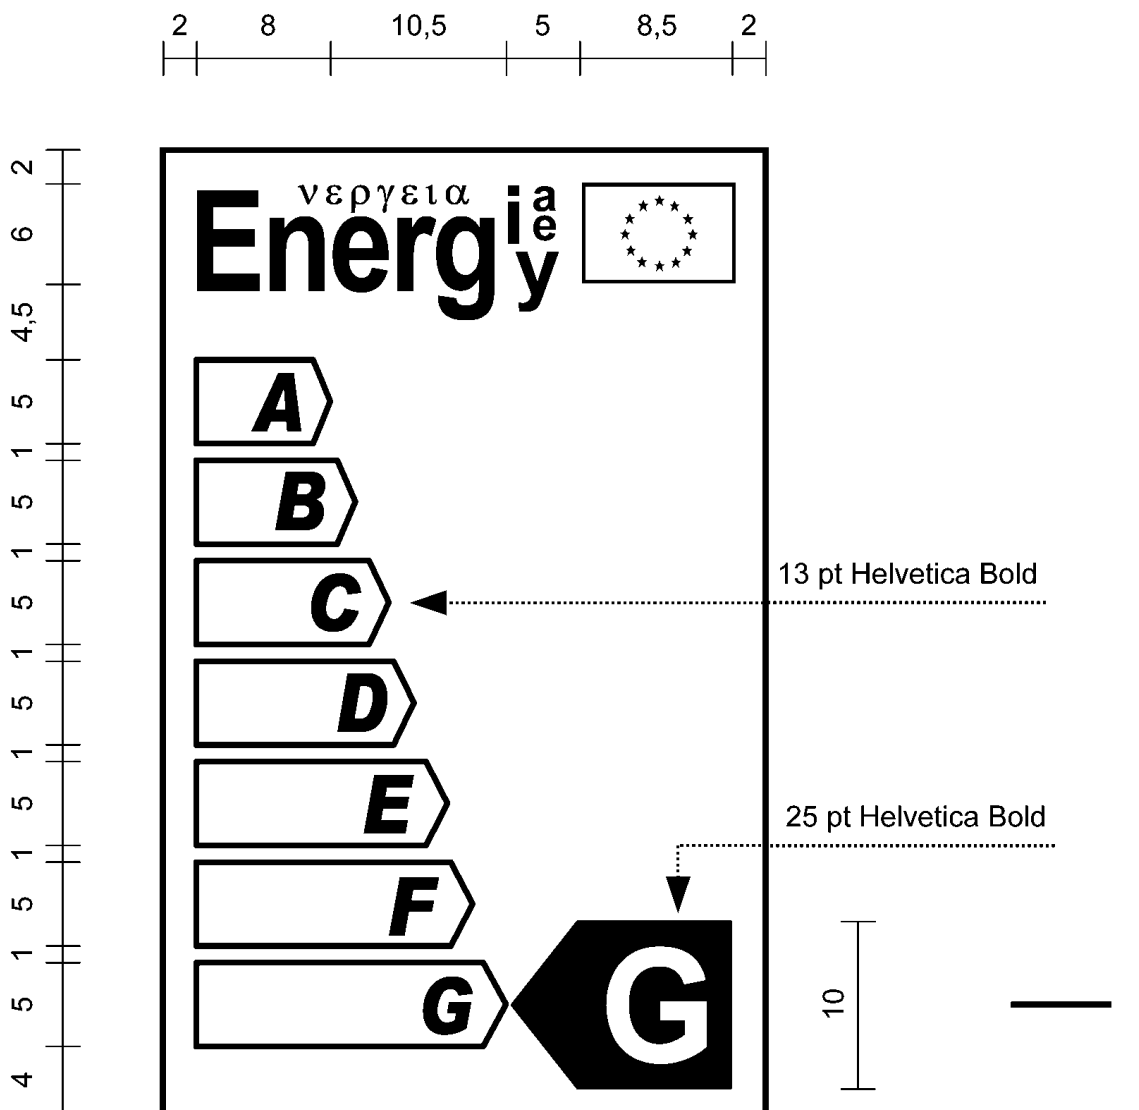 2 8 10,5 5 8,5 2
2
6
4,5
5
1
5
1
5
1
5
1
5
1
5
1
5
4
νεργεια
Energ
i a
e
y
A
B
C
D
E
F
G
G
13 pt Helvetica Bold
25 pt Helvetica Bold
10